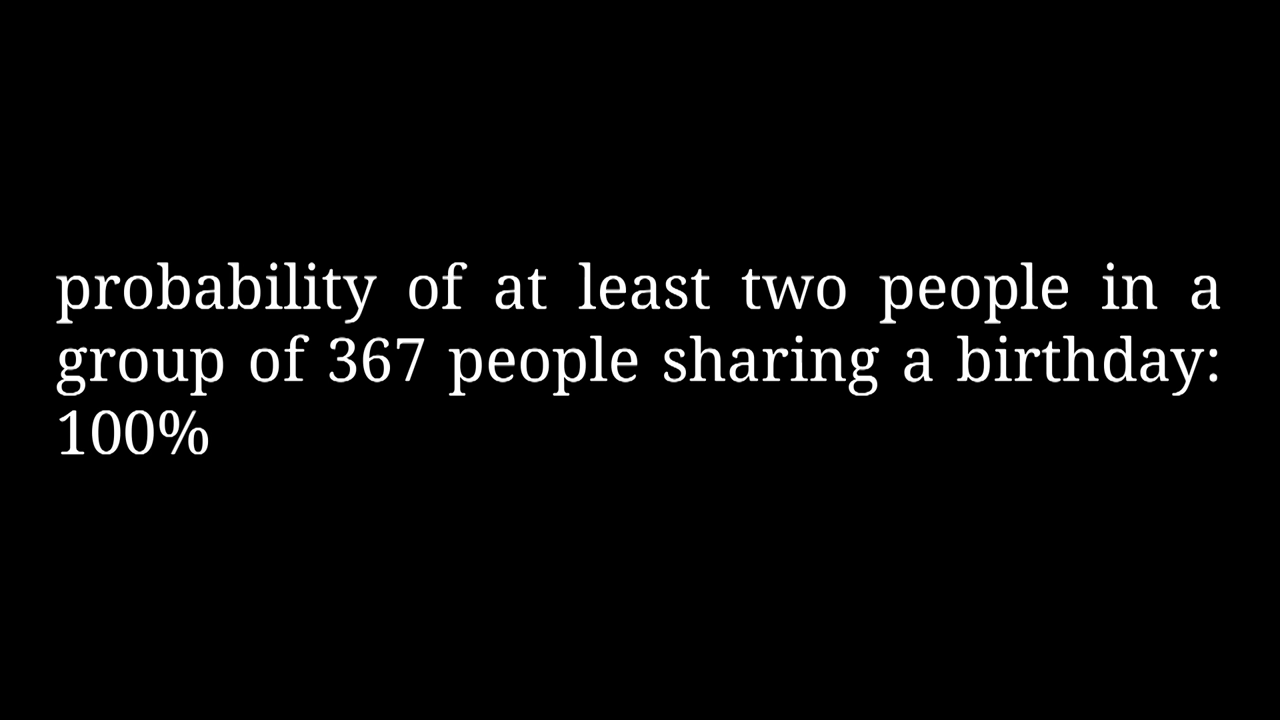 probability of at least two people in a
group of 367 people sharing a birthday:
100%